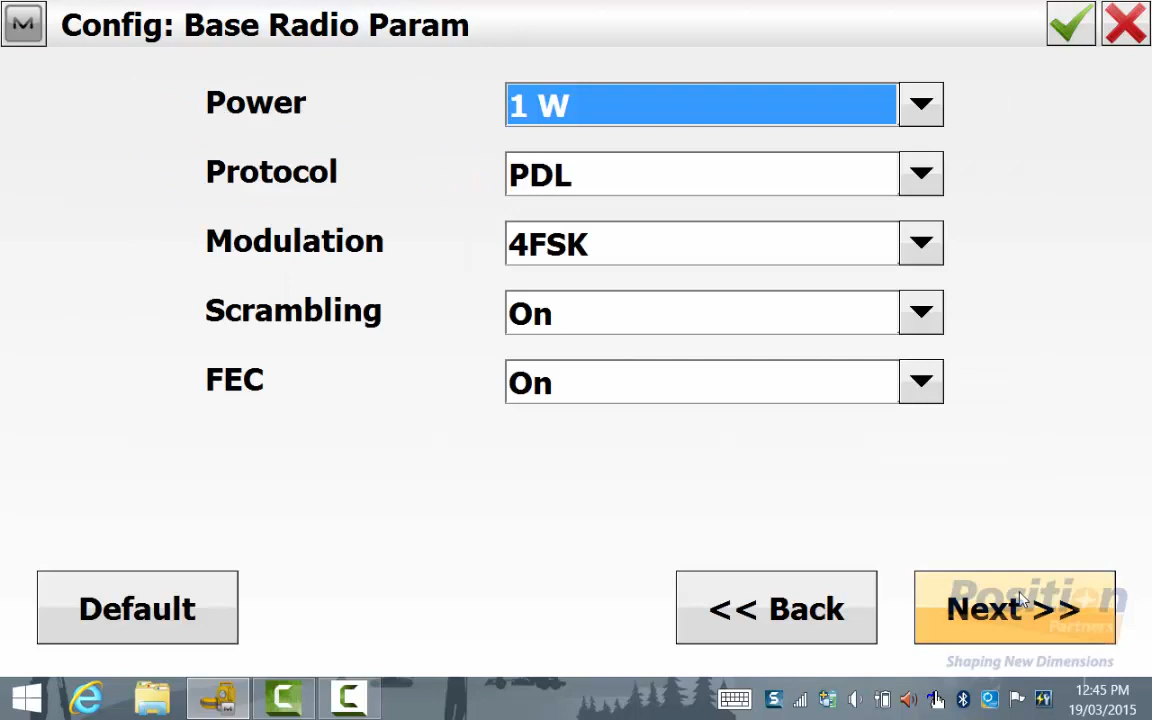 Config: Base Radio Param
Power
1 W
Protocol
PDL
Modulation
4FSK
Scrambling
On
FEC
On
Default
<< Back
Next >>
Position
Partners
Shaping New Dimensions
12:45 PM
19/03/2015